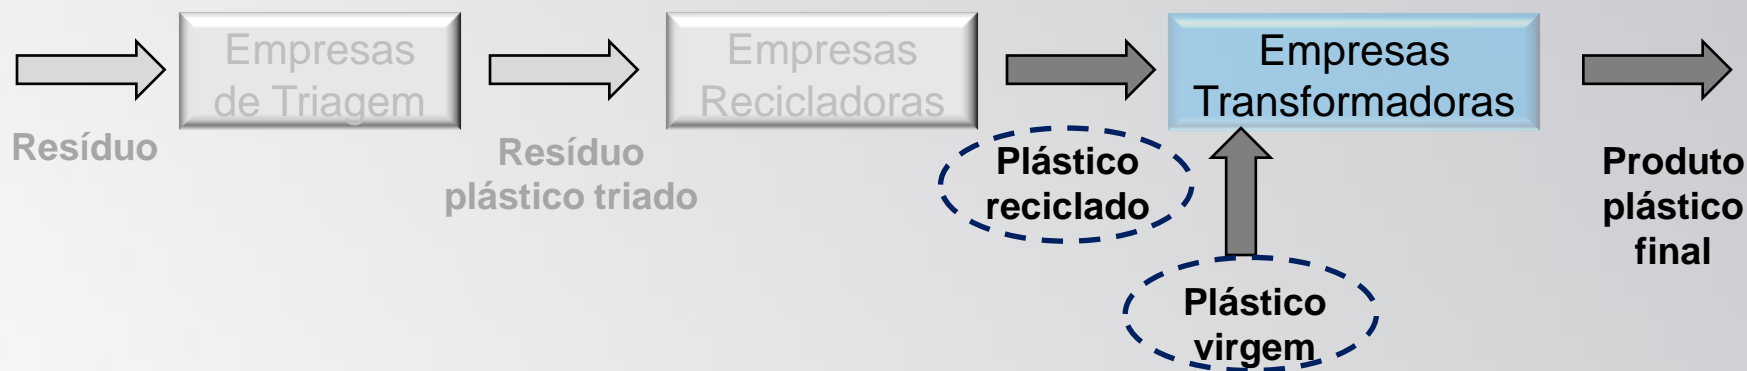 Empresas
de Triagem
Empresas
Recicladoras
Empresas
Transformadoras
Resíduo
Resíduo
plástico triado
Plástico
reciclado
Produto
plástico
final
Plástico
virgem